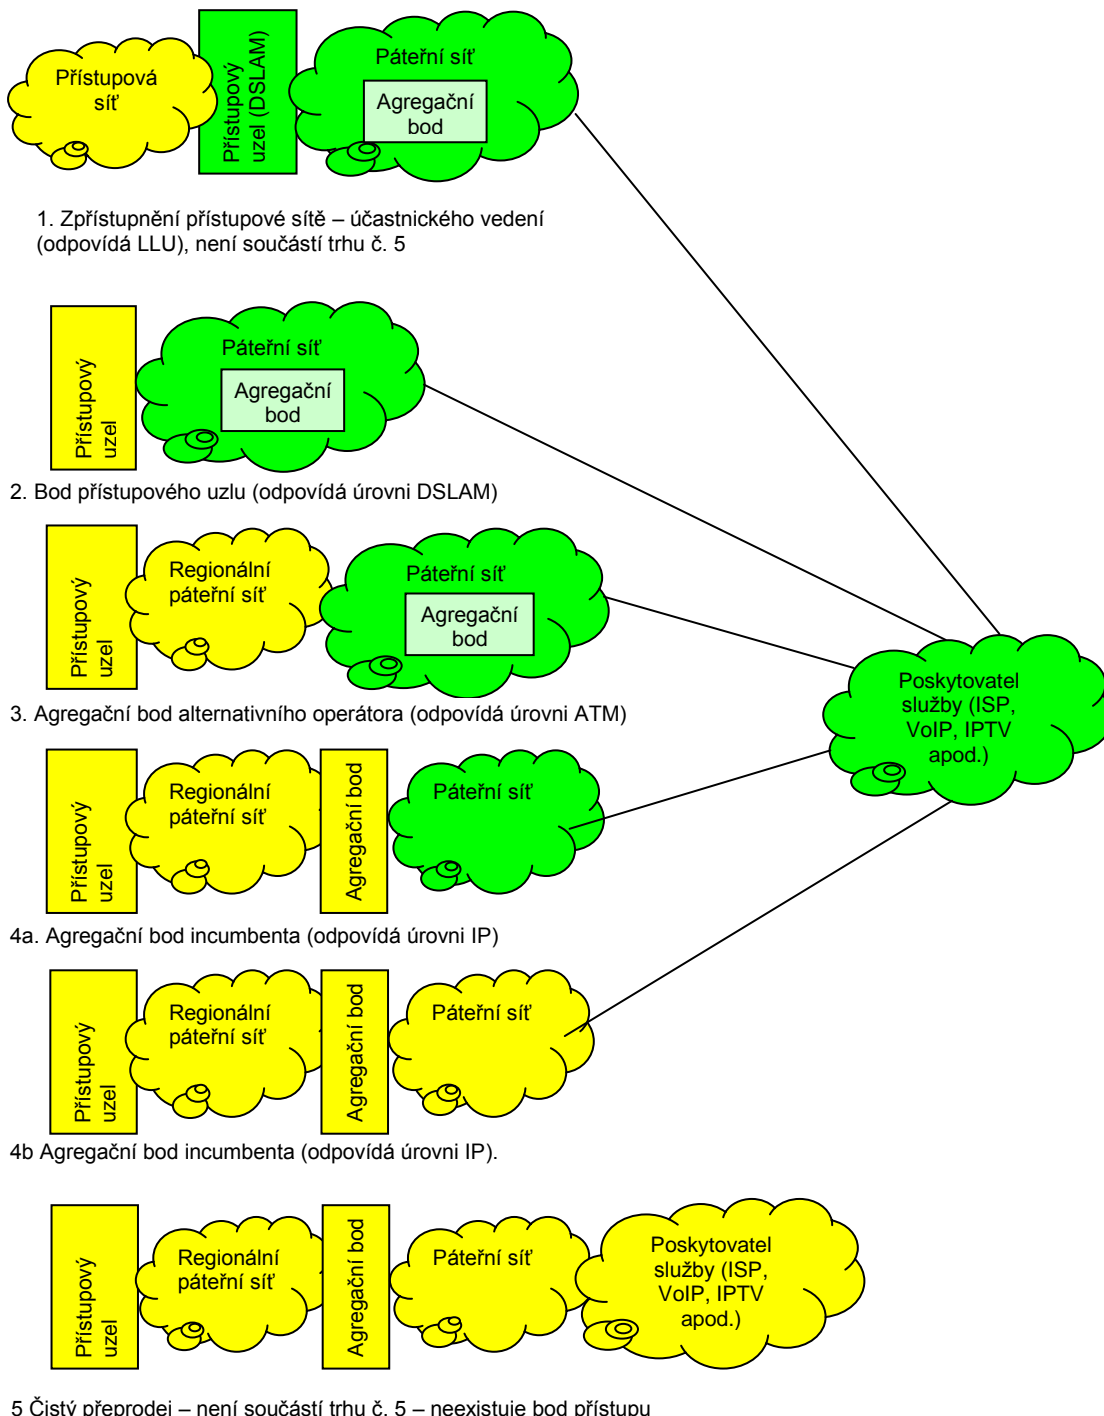 Přístupová
síť
Přístupový
uzel (DSLAM)
Páteřní síť
Agregační
bod
1. Zpřístupnění přístupové sítě – účastnického vedení
(odpovídá LLU), není součástí trhu č. 5
Přístupový
uzel
Páteřní síť
Agregační
bod
2. Bod přístupového uzlu (odpovídá úrovni DSLAM)
Přístupový
uzel
Regionální
páteřní síť
Páteřní síť
Agregační
bod
Poskytovatel
služby (ISP,
VoIP, IPTV
apod.)
3. Agregační bod alternativního operátora (odpovídá úrovni ATM)
Přístupový
uzel
Regionální
páteřní síť
Agregační bod
Páteřní síť
4a. Agregační bod incumbenta (odpovídá úrovni IP)
Přístupový
uzel
Regionální
páteřní síť
Agregační bod
Páteřní síť
4b Agregační bod incumbenta (odpovídá úrovni IP).
Přístupový
uzel
Regionální
páteřní síť
Agregační bod
Páteřní síť
Poskytovatel
služby (ISP,
VoIP, IPTV
apod.)
5 Čistý přeprodej – není součástí trhu č. 5 – neexistuje bod přístupu